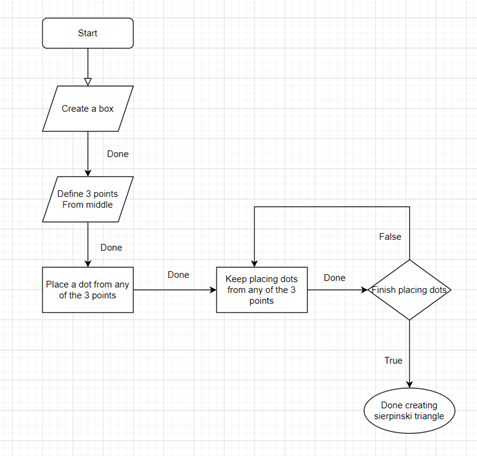 Start
Create a box
Done
Define 3 points
From middle
Done
Place a dot from any
of the 3 points
Done
Keep placing dots
from any of the 3
points
Done
Finish placing dots
False
True
Done creating
sierpinski triangle